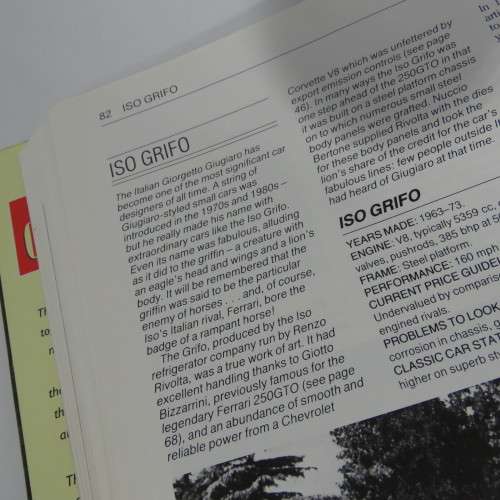 82 ISO GRIFO
ISO GRIFO
The Italian Giorgetto Giugiaro has
become one of the most significant car
designers of all time. A string of
Giugiaro-styled small cars was
introduced in the 1970s and 1980s –
but he really made his name with
extraordinary cars like the Iso Grifo.
Even its name was fabulous, alluding
as it did to the griffin – a creature with
an eagle's head and wings and a lion's
body. It will be remembered that the
griffin was said to be the particular
enemy of horses . . . and, of course,
Iso's Italian rival, Ferrari, bore the
badge of a rampant horse!
The Grifo, produced by the Iso
refrigerator company run by Renzo
Rivolta, was a true work of art. It had
excellent handling thanks to Giotto
Bizzarrini, previously famous for the
legendary Ferrari 250GTO (see page
68), and an abundance of smooth and
reliable power from a Chevrolet
Corvette V8 which was unfettered by
export emission controls (see page
46). In many ways the Iso Grifo was
one step ahead of the 250GTO in that
it was built on a steel platform chassis
on to which numerous small steel
body panels were grafted. Nuccio
Bertone supplied Rivolta with the dies
for these body panels and took the
lion's share of the credit for the car's
fabulous lines: few people outside
had heard of Giugiaro at that time.
ISO GRIFO
YEARS MADE: 1963–73.
ENGINE: V8, typically 5359 cc,
valves, pushrods, 385 bhp at
FRAME: Steel platform.
PERFORMANCE: 160 mph
CURRENT PRICE
Undervalued by
engined rivals.
PROBLEMS TO LOOK
corrosion in chassis,
CLASSIC CAR
higher on superb
In